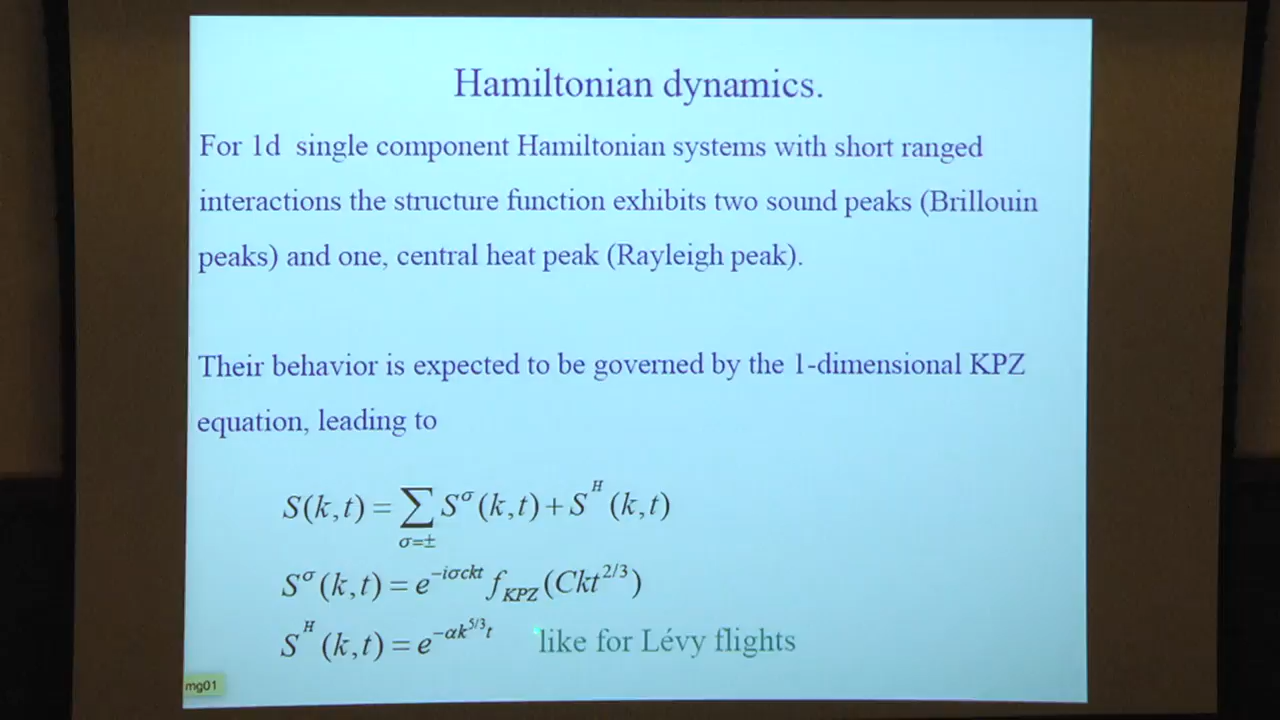 Hamiltonian dynamics.
For 1d single component Hamiltonian systems with short ranged
interactions the structure function exhibits two sound peaks (Brillouin
peaks) and one, central heat peak (Rayleigh peak).
Their behavior is expected to be governed by the 1-dimensional KPZ
equation, leading to
S(k,t) = ∑_{σ=±} S^σ(k,t) + S^H(k,t)
S^σ(k,t) = e^{-iσckt} f_{KPZ}(Ckt^{2/3})
S^H(k,t) = e^{-αk^{5/3}t} like for Lévy flights
mg01